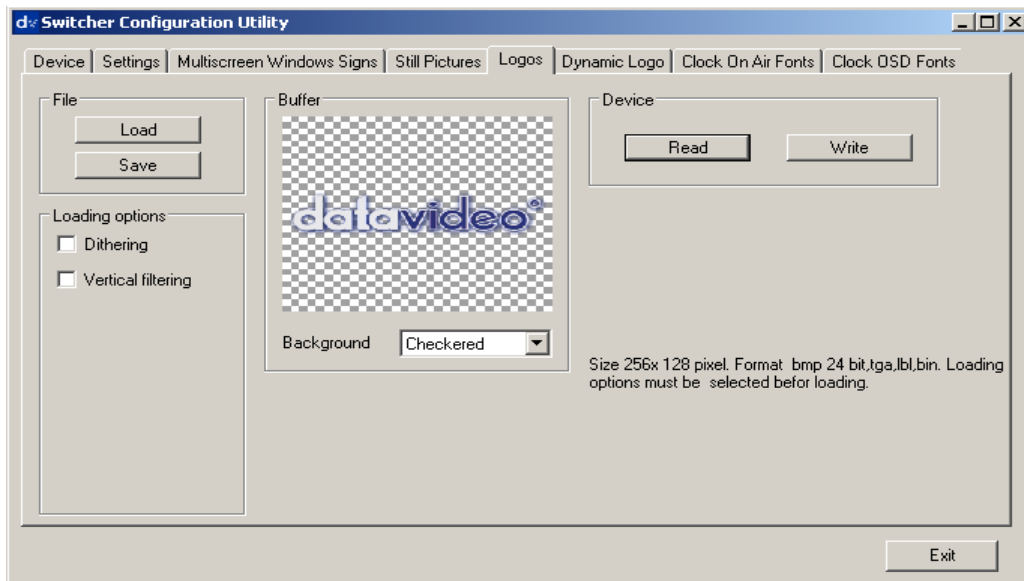 dv Switcher Configuration Utility
Device Settings Multiscrreen Windows Signs Still Pictures Logos Dynamic Logo Clock On Air Fonts Clock OSD Fonts
File
Load
Save
Loading options
Dithering
Vertical filtering
Buffer
datavideo®
Background Checkered
Device
Read Write
Size 256x 128 pixel. Format bmp 24 bit,tga,lbl,bin. Loading
options must be selected befor loading.
Exit